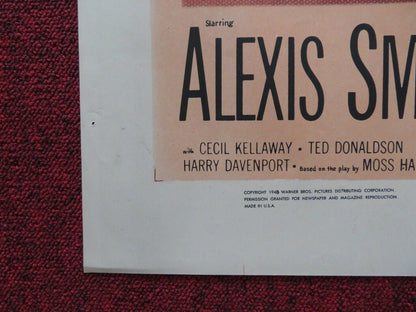 Starring
ALEXIS SM
with CECIL KELLAWAY • TED DONALDSON
HARRY DAVENPORT • Based on the play by MOSS HA
COPYRIGHT 1948 WARNER BROS. PICTURES DISTRIBUTING CORPORATION
PERMISSION GRANTED FOR NEWSPAPER AND MAGAZINE REPRODUCTION
MADE IN U.S.A.